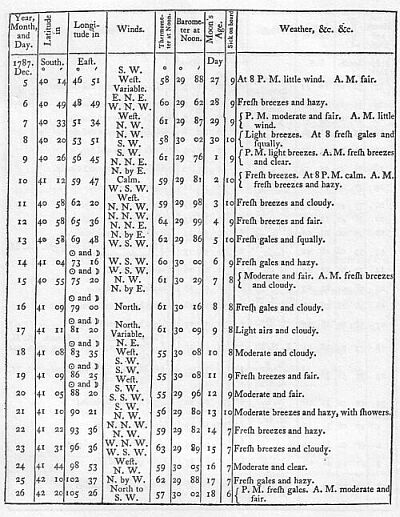 Year, Month, and Day. | Latitude in | Longitude in | Winds. | Thermometer at Noon. | Barometer at Noon. | Moon's Age. | Sick on board | Weather, &c. &c.
1787. Dec. | South. | East. | S. W. | ° | ° | Day
5 | 40 14 | 46 51 | Weſt. Variable. | 58 | 29 88 | 27 | 9 | At 8 P. M. little wind. A. M. fair.
6 | 40 49 | 48 49 | E. N. E. W. N. W. | 60 | 29 62 | 28 | 9 | Freſh breezes and hazy.
7 | 40 33 | 51 34 | Weſt. N. W. | 61 | 29 87 | 29 | 9 | P. M. moderate and fair. A. M. little wind.
8 | 40 20 | 53 51 | N. W. S. W. | 58 | 30 02 | 30 | 10 | Light breezes. At 8 freſh gales and ſqually.
9 | 40 26 | 56 45 | S. W. N. N. E. | 61 | 29 76 | 1 | 9 | P. M. light breezes. A. M. freſh breezes and clear.
10 | 41 12 | 59 47 | N. by E. Calm. W. S. W. | 59 | 29 81 | 2 | 10 | Freſh breezes. At 8 P. M. calm. A. M. freſh breezes and hazy.
11 | 40 58 | 62 20 | Weſt. N. N. W. | 59 | 29 98 | 3 | 10 | Freſh breezes and cloudy.
12 | 40 58 | 65 36 | N. N. W. N. N. E. | 64 | 29 99 | 4 | 9 | Freſh breezes and fair.
13 | 40 58 | 69 48 | N. by E. W. S. W. | 62 | 29 86 | 5 | 10 | Freſh gales and ſqually.
☉ and ☽
14 | 41 04 | 73 16 | W. S. W. S. W. | 60 | 30 00 | 6 | 9 | Freſh gales and hazy.
☉ and ☽
15 | 40 55 | 75 20 | W. S. W. N. W. N. by E. | 61 | 30 29 | 7 | 8 | Moderate and fair. A. M. freſh breezes and cloudy.
☉ and ☽
16 | 41 09 | 79 00 | North. | 61 | 30 16 | 8 | 8 | Freſh gales and cloudy.
☉ and ☽
17 | 41 11 | 81 20 | North. Variable. | 61 | 30 09 | 9 | 8 | Light airs and cloudy.
☉ and ☽
18 | 41 08 | 83 35 | N. E. Weſt. | 55 | 30 08 | 10 | 8 | Moderate and cloudy.
☉ and ☽
19 | 41 09 | 86 25 | S. W. S. W. Weſt. | 55 | 30 08 | 11 | 9 | Freſh breezes and fair.
☉ and ☽
20 | 41 05 | 88 20 | S. W. S. S. W. | 55 | 29 96 | 12 | 9 | Moderate and fair.
21 | 41 10 | 90 21 | S. W. N. W. | 56 | 29 80 | 13 | 10 | Moderate breezes and hazy, with ſhowers.
22 | 41 22 | 93 36 | N. N. W. N. W. | 59 | 29 82 | 14 | 7 | Freſh breezes and hazy.
23 | 41 31 | 96 36 | W. N. W. W. S. W. | 63 | 29 89 | 15 | 7 | Freſh breezes and cloudy.
24 | 41 44 | 98 53 | Weſt. N. W. | 59 | 30 05 | 16 | 7 | Moderate and clear.
25 | 42 10 | 102 37 | N. by W. | 62 | 29 88 | 17 | 7 | Freſh gales and hazy.
26 | 42 20 | 105 26 | North to S. W. | 57 | 30 02 | 18 | 6 | P. M. freſh gales. A. M. moderate and fair.